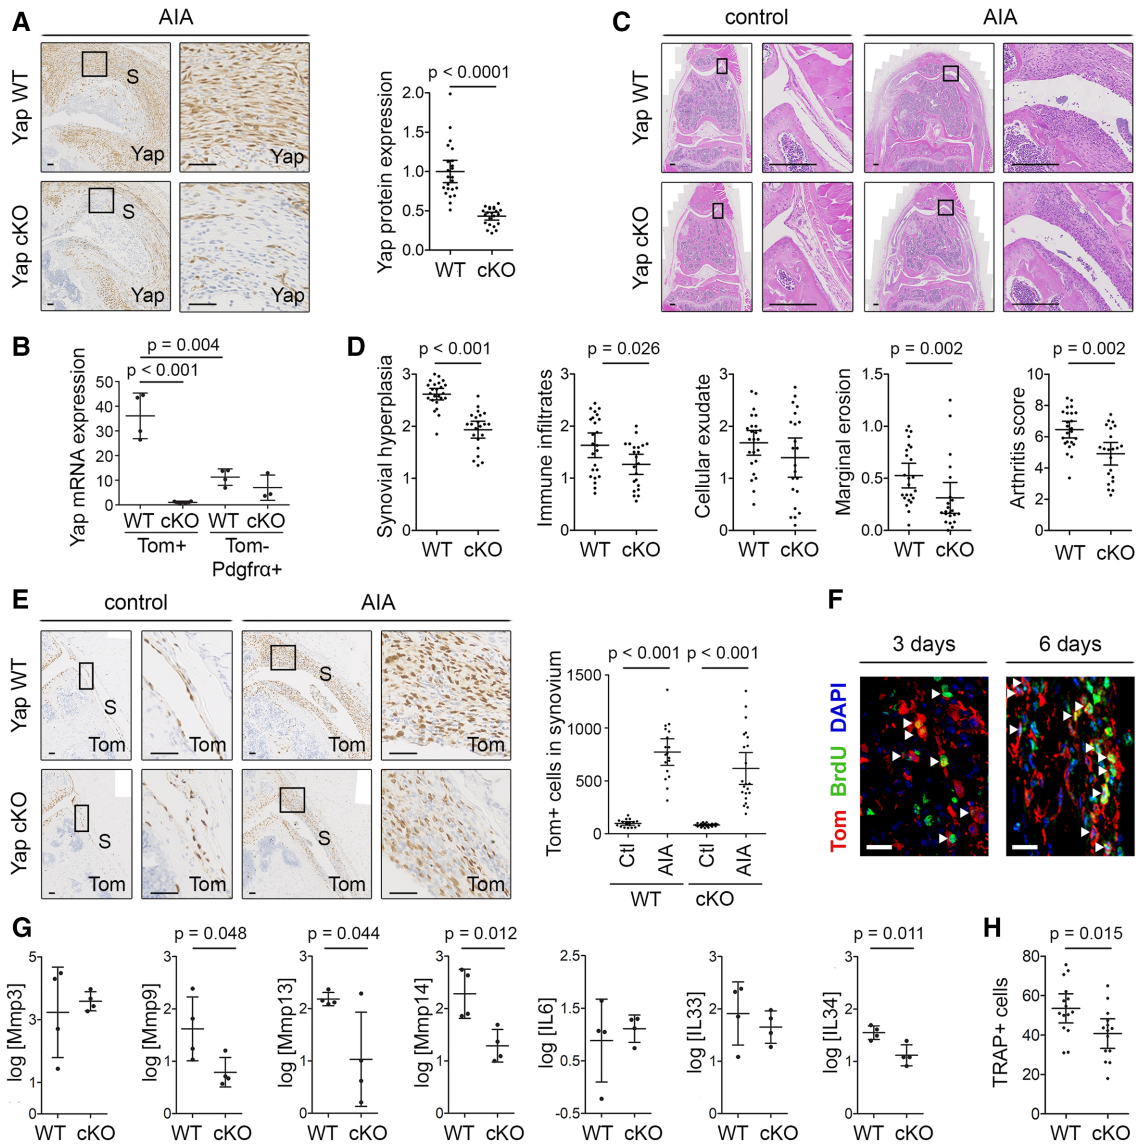 A
AIA
Yap WT
S
Yap
Yap
Yap cKO
S
Yap
Yap
p < 0.0001
Yap protein expression
2.0
1.5
1.0
0.5
0.0
WT cKO
C
control AIA
Yap WT
Yap cKO
B
p = 0.004
p < 0.001
Yap mRNA expression
50
40
30
20
10
0
WT cKO WT cKO
Tom+ Tom-
Pdgfrα+
D
p < 0.001
Synovial hyperplasia
3
2
1
0
WT cKO
p = 0.026
Immune infiltrates
3
2
1
0
WT cKO
Cellular exudate
3
2
1
0
WT cKO
p = 0.002
Marginal erosion
1.5
1.0
0.5
0.0
WT cKO
p = 0.002
Arthritis score
10
8
6
4
2
0
WT cKO
E
control AIA
Yap WT
S
Tom
Tom
S
Tom
Tom
Yap cKO
S
Tom
Tom
S
Tom
Tom
p < 0.001 p < 0.001
Tom+ cells in synovium
1500
1000
500
0
Ctl AIA Ctl AIA
WT cKO
F
3 days 6 days
Tom BrdU DAPI
G
log [Mmp3]
5
3
1
0
WT cKO
p = 0.048
log [Mmp9]
3
2
1
0
WT cKO
p = 0.044
log [Mmp13]
3
2
1
0
WT cKO
p = 0.012
log [Mmp14]
3
2
1
0
WT cKO
log [IL6]
2.5
1.5
0.5
-0.5
WT cKO
log [IL33]
3
2
1
0
WT cKO
p = 0.011
log [IL34]
3
2
1
0
WT cKO
H
p = 0.015
TRAP+ cells
80
60
40
20
0
WT cKO